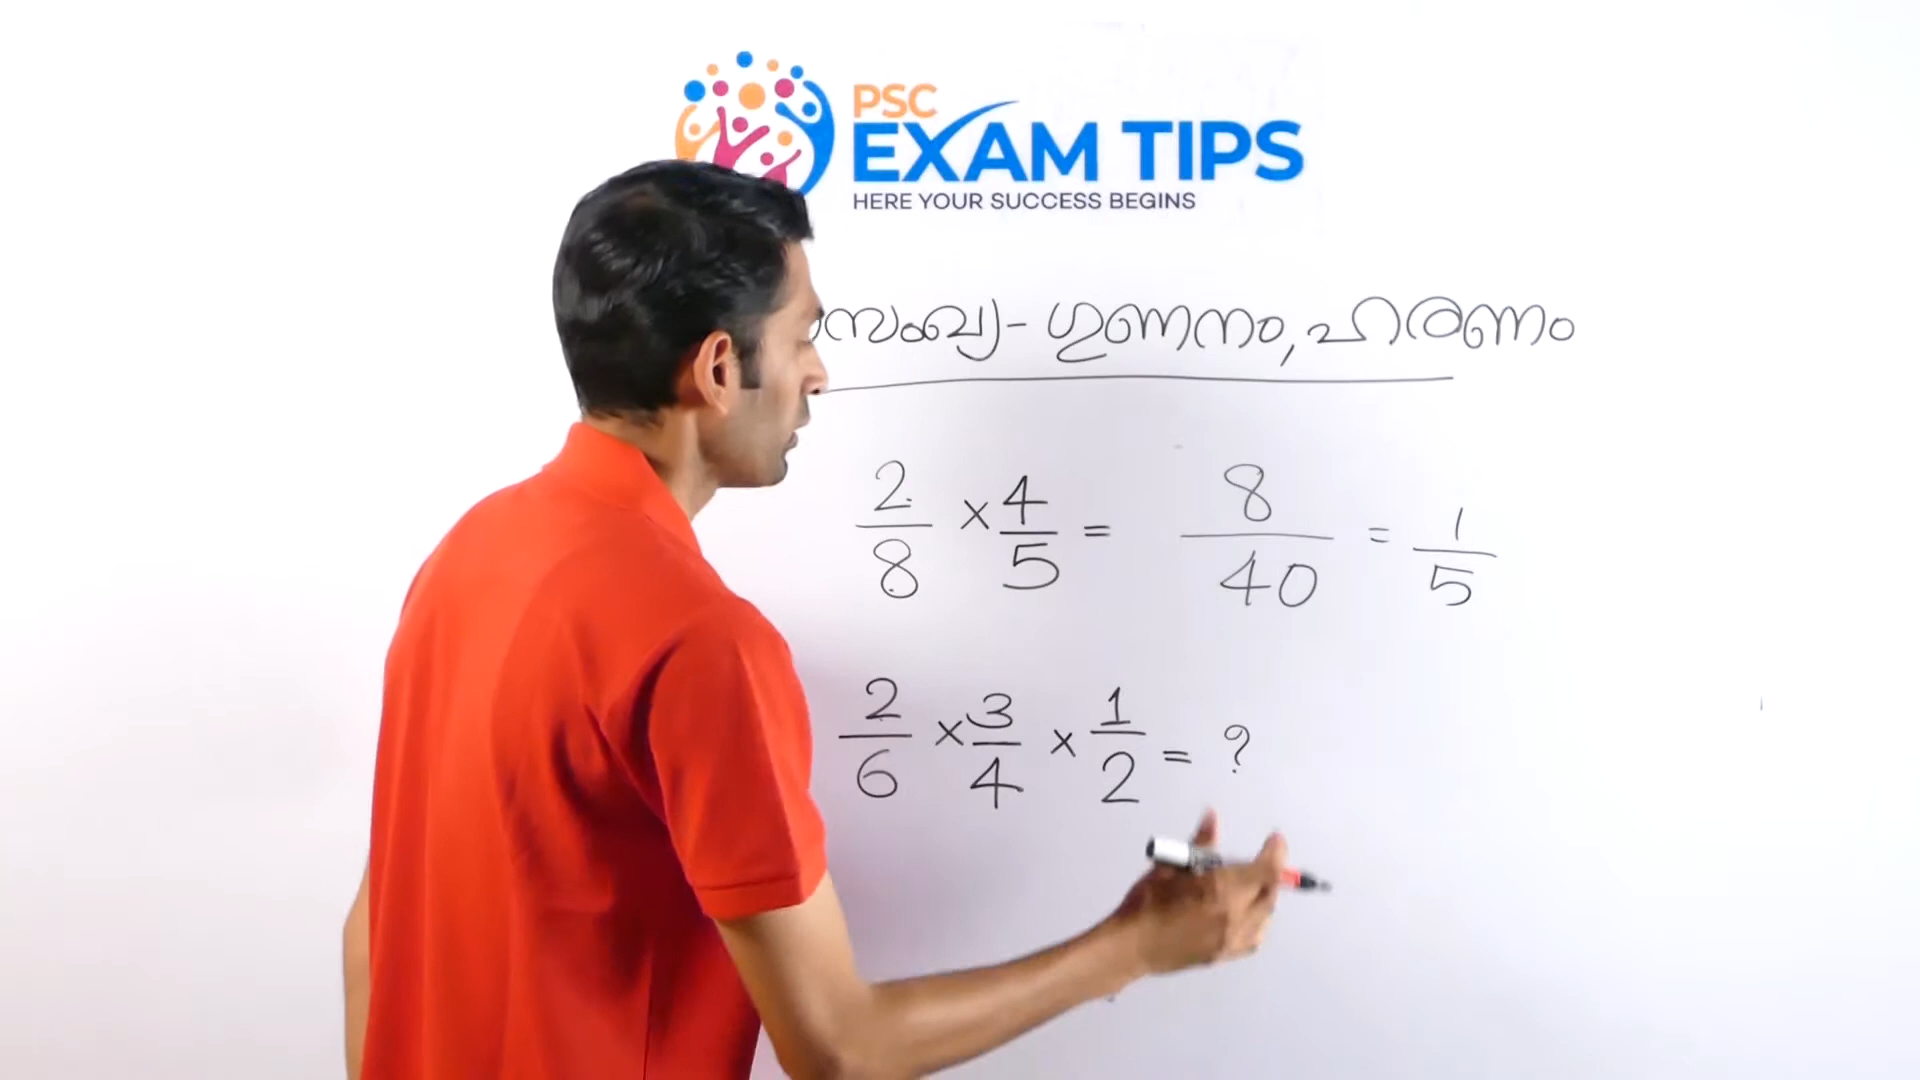 PSC
EXAM TIPS
HERE YOUR SUCCESS BEGINS
സംഖ്യ - ഗുണനം, ഹരണം
2/8 × 4/5 = 8/40 = 1/5
2/6 × 3/4 × 1/2 = ?